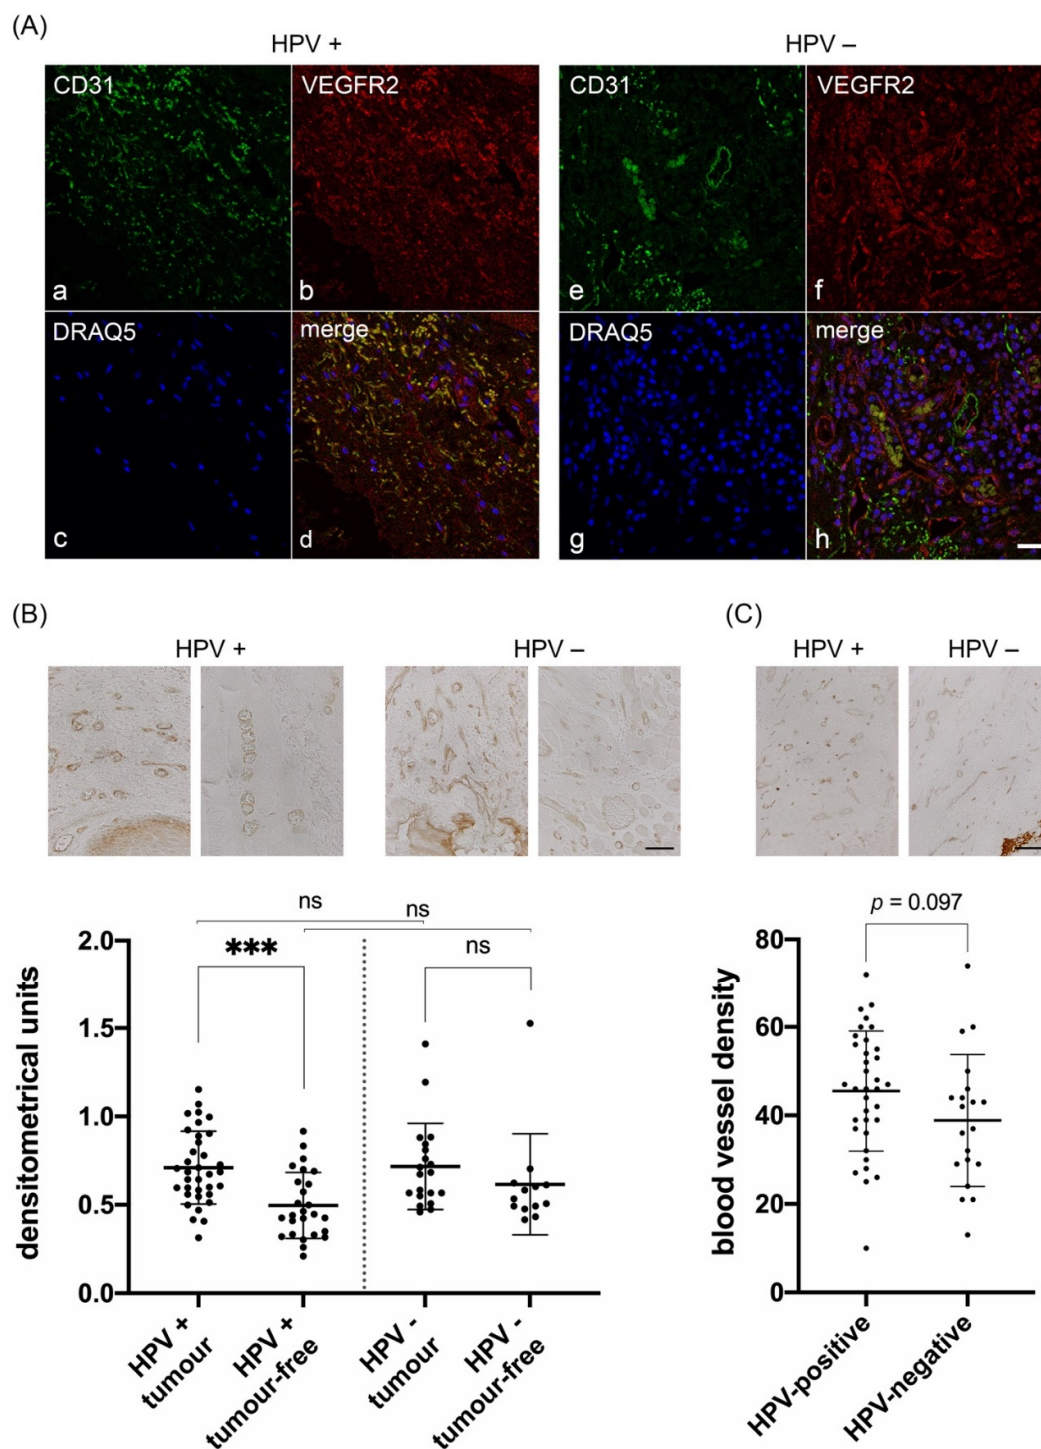 (A)
HPV +
HPV –
CD31
VEGFR2
CD31
VEGFR2
a
b
e
f
DRAQ5
merge
DRAQ5
merge
c
d
g
h
(B)
(C)
HPV +
HPV –
HPV +
HPV –
ns
ns
***
ns
p = 0.097
densitometrical units
2.0
1.5
1.0
0.5
0.0
HPV +
tumour
HPV +
tumour-free
HPV -
tumour
HPV -
tumour-free
blood vessel density
80
60
40
20
0
HPV-positive
HPV-negative